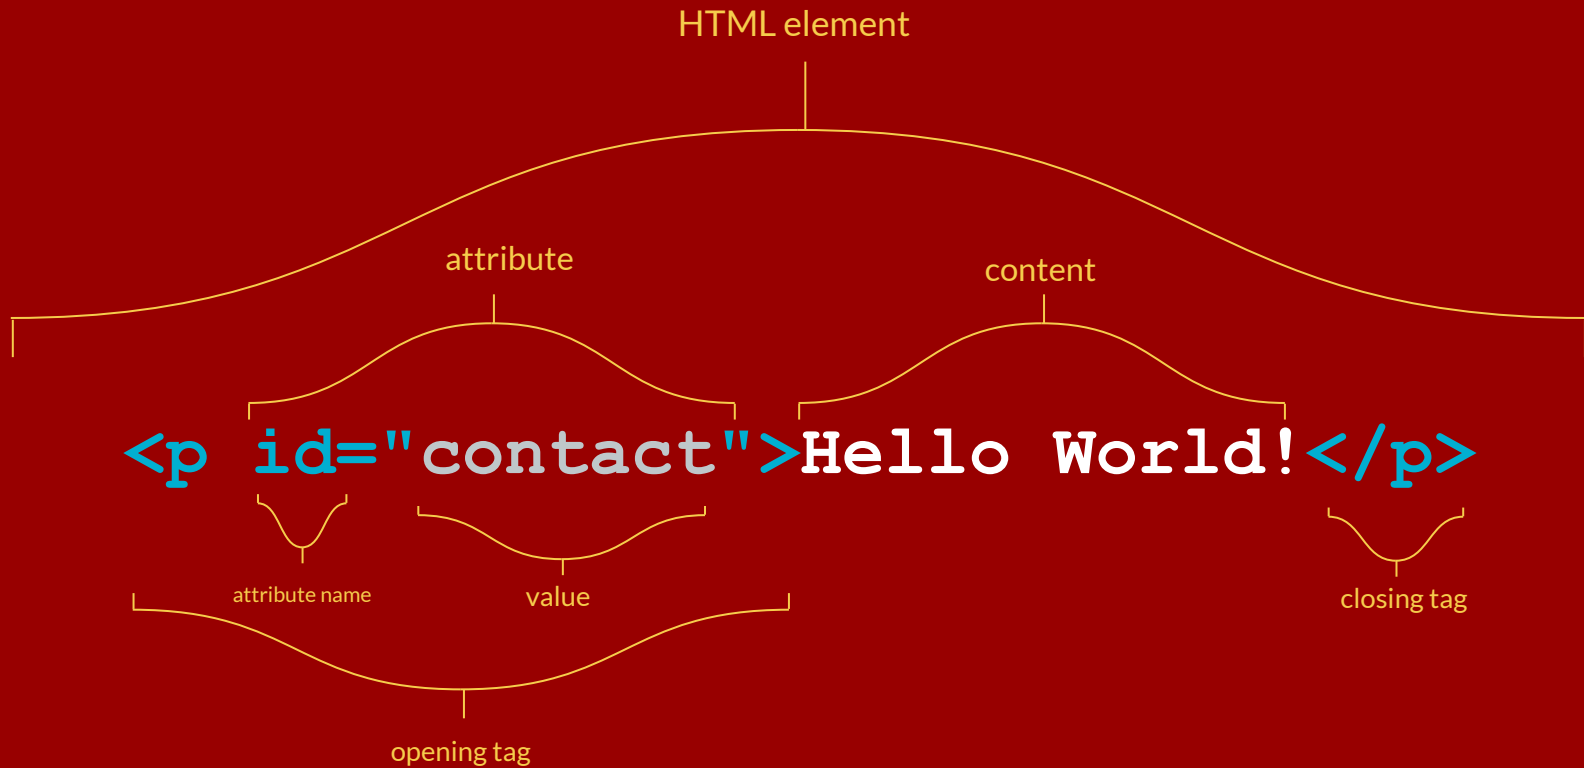 HTML element
attribute
content
<p id="contact">Hello World!</p>
attribute name
value
closing tag
opening tag